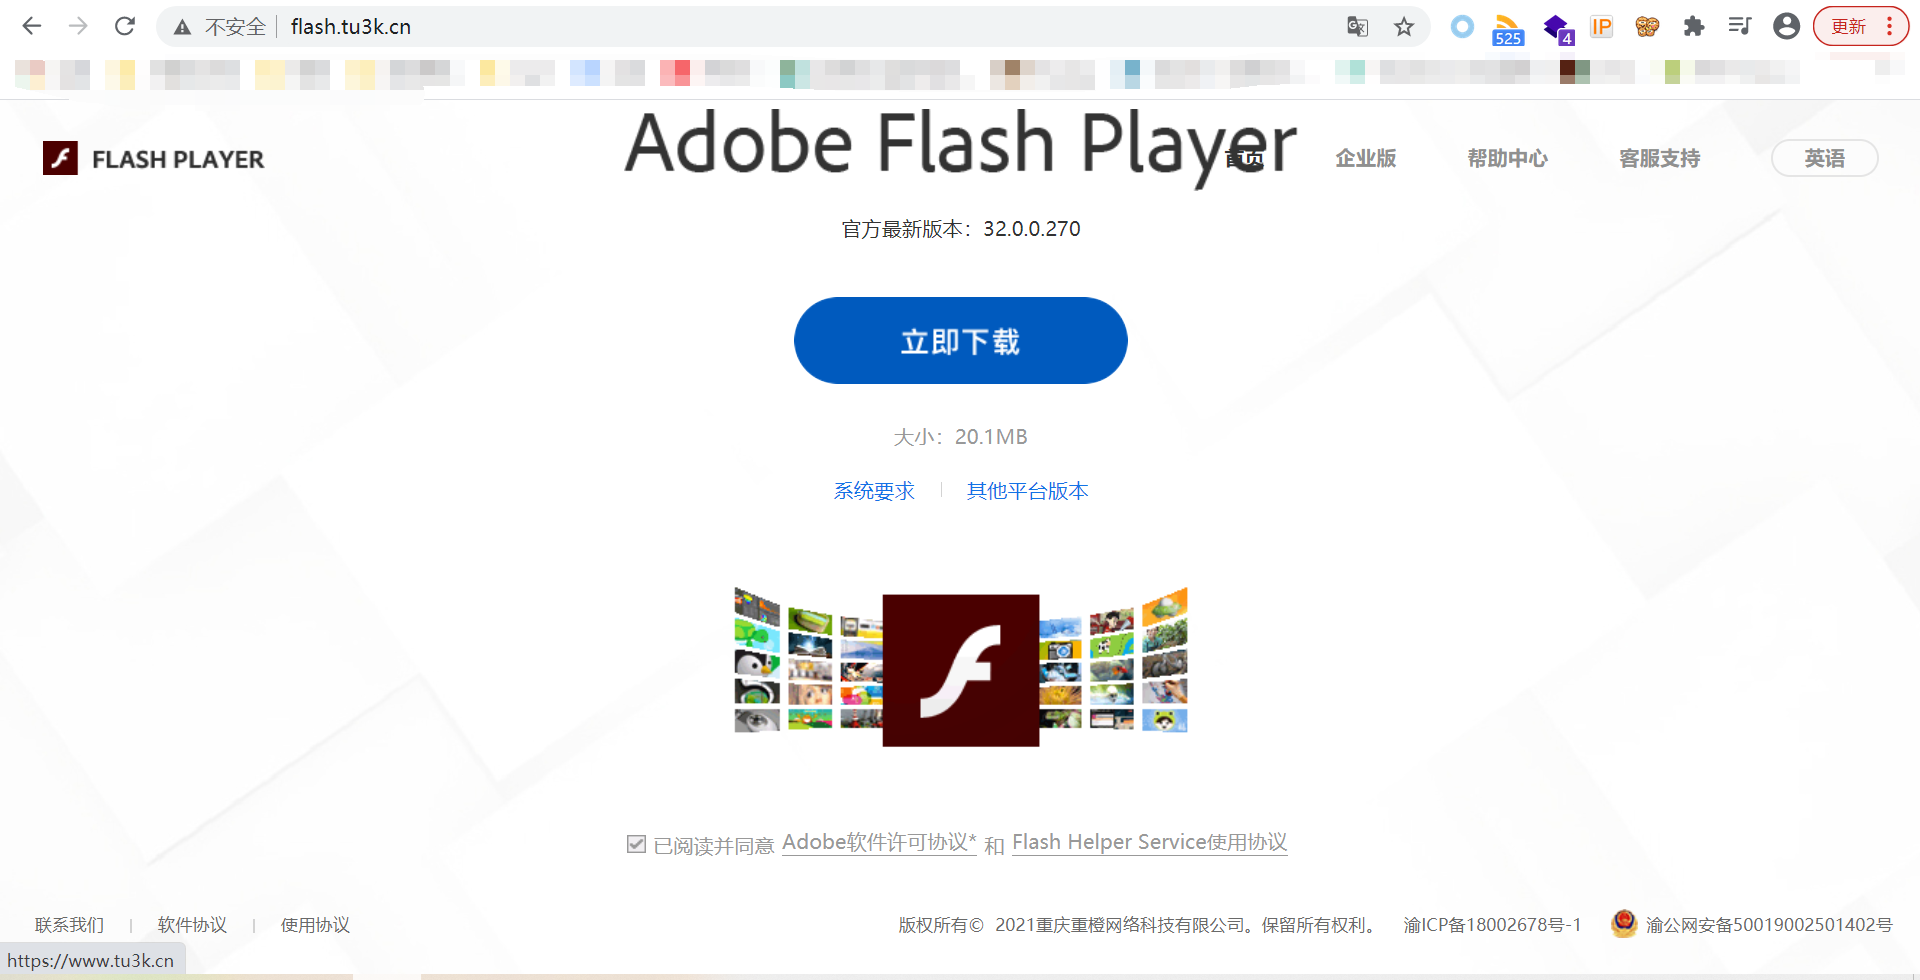 不安全 flash.tu3k.cn
525 4 IP 更新
FLASH PLAYER
Adobe Flash Player
首页 企业版 帮助中心 客服支持 英语
官方最新版本：32.0.0.270
立即下载
大小：20.1MB
系统要求 其他平台版本
已阅读并同意 Adobe软件许可协议* 和 Flash Helper Service使用协议
联系我们 | 软件协议 | 使用协议
版权所有© 2021重庆重橙网络科技有限公司。保留所有权利。 渝ICP备18002678号-1 渝公网安备50019002501402号
https://www.tu3k.cn